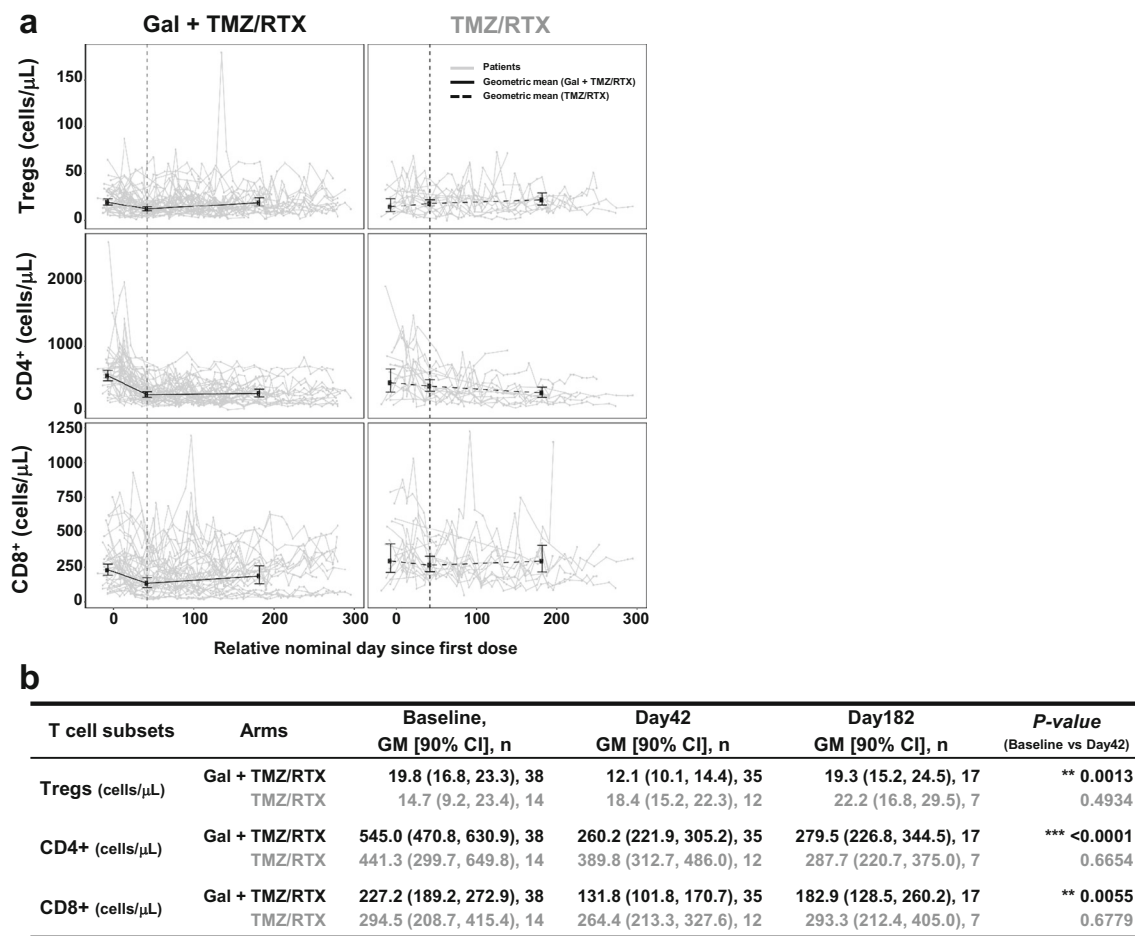 a
Gal + TMZ/RTX
TMZ/RTX
Tregs (cells/μL)
150
100
50
0
Patients
Geometric mean (Gal + TMZ/RTX)
Geometric mean (TMZ/RTX)
CD4⁺ (cells/μL)
2000
1000
0
CD8⁺ (cells/μL)
1250
1000
750
500
250
0
0 100 200 300 0 100 200 300
Relative nominal day since first dose
b
T cell subsets Arms Baseline, GM [90% CI], n Day42 GM [90% CI], n Day182 GM [90% CI], n P-value (Baseline vs Day42)
Tregs (cells/μL) Gal + TMZ/RTX 19.8 (16.8, 23.3), 38 12.1 (10.1, 14.4), 35 19.3 (15.2, 24.5), 17 ** 0.0013
TMZ/RTX 14.7 (9.2, 23.4), 14 18.4 (15.2, 22.3), 12 22.2 (16.8, 29.5), 7 0.4934
CD4+ (cells/μL) Gal + TMZ/RTX 545.0 (470.8, 630.9), 38 260.2 (221.9, 305.2), 35 279.5 (226.8, 344.5), 17 *** <0.0001
TMZ/RTX 441.3 (299.7, 649.8), 14 389.8 (312.7, 486.0), 12 287.7 (220.7, 375.0), 7 0.6654
CD8+ (cells/μL) Gal + TMZ/RTX 227.2 (189.2, 272.9), 38 131.8 (101.8, 170.7), 35 182.9 (128.5, 260.2), 17 ** 0.0055
TMZ/RTX 294.5 (208.7, 415.4), 14 264.4 (213.3, 327.6), 12 293.3 (212.4, 405.0), 7 0.6779